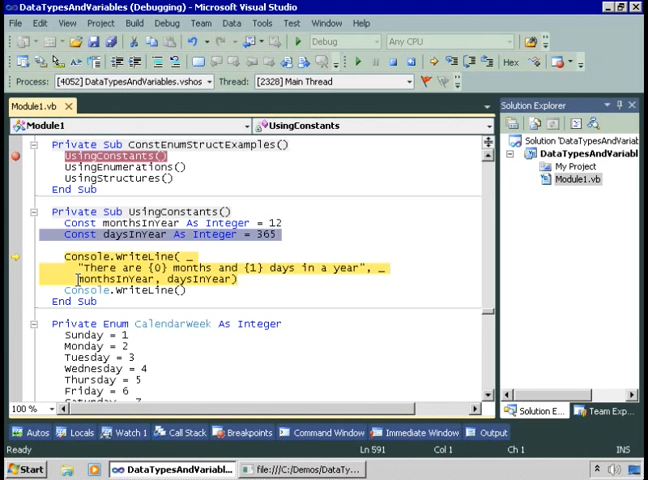 DataTypesAndVariables (Debugging) - Microsoft Visual Studio
File Edit View Project Build Debug Team Data Tools Test Window Help
Debug Any CPU
Hex
Process: [4052] DataTypesAndVariables.vshos Thread: [2328] Main Thread
Module1.vb
Solution Explorer
Module1 UsingConstants
Solution 'DataTypesAndVariabl
DataTypesAndVariabl
My Project
Module1.vb
Private Sub ConstEnumStructExamples()
UsingConstants()
UsingEnumerations()
UsingStructures()
End Sub
Private Sub UsingConstants()
Const monthsInYear As Integer = 12
Const daysInYear As Integer = 365
Console.WriteLine( _
"There are {0} months and {1} days in a year", _
monthsInYear, daysInYear)
Console.WriteLine()
End Sub
Private Enum CalendarWeek As Integer
Sunday = 1
Monday = 2
Tuesday = 3
Wednesday = 4
Thursday = 5
Friday = 6
100 %
Solution E... Team Exp...
Autos Locals Watch 1 Call Stack Breakpoints Command Window Immediate Window Output
Ready Ln 591 Col 1 Ch 1 INS
Start DataTypesAndVariabl... file:///C:/Demos/DataTy...